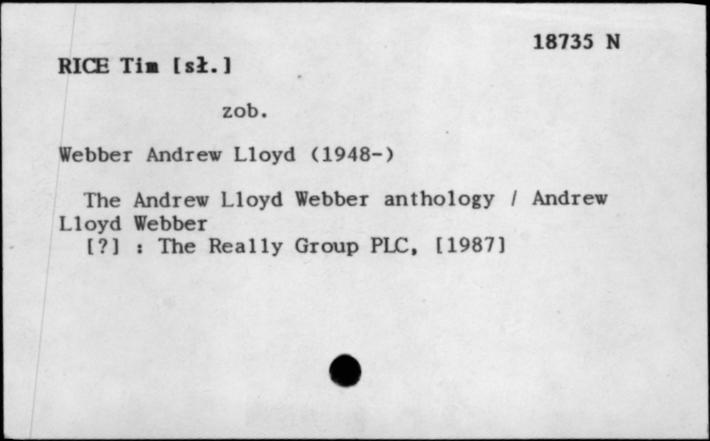 18735 N
RICE Tim [sł.]
zob.
Webber Andrew Lloyd (1948-)
The Andrew Lloyd Webber anthology / Andrew
Lloyd Webber
[?] : The Really Group PLC, [1987]